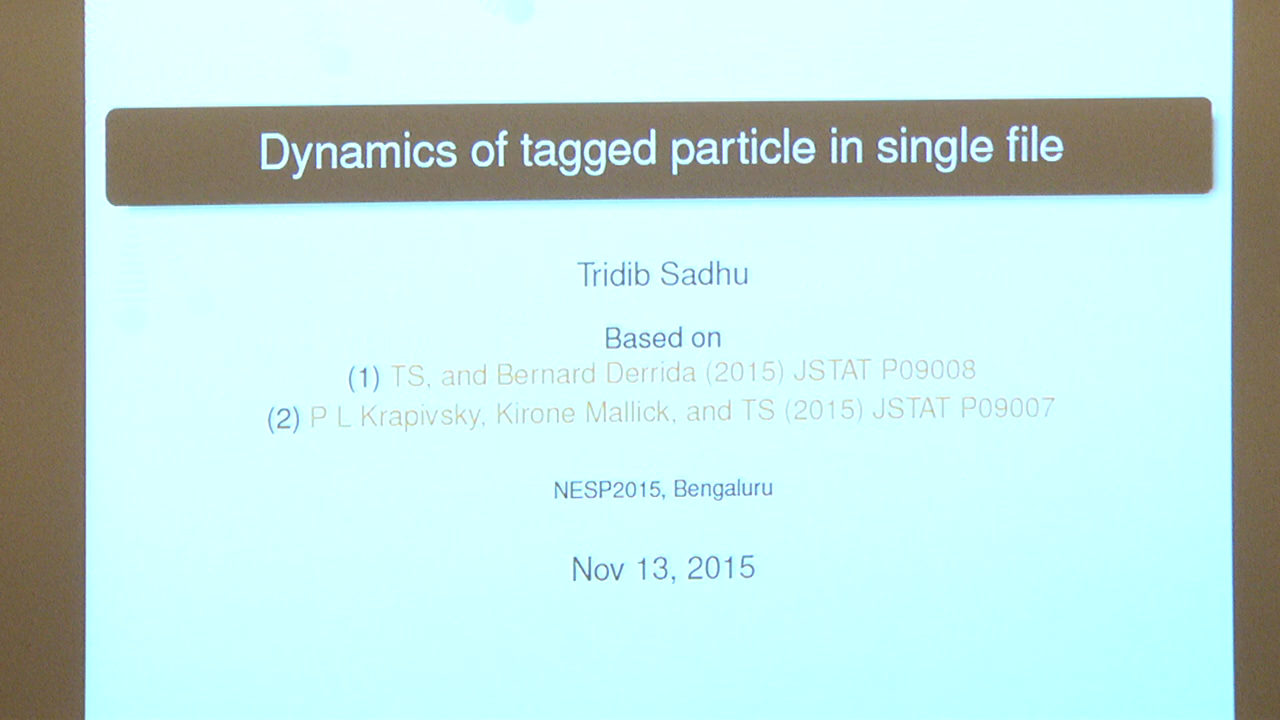 Dynamics of tagged particle in single file
Tridib Sadhu
Based on
(1) TS, and Bernard Derrida (2015) JSTAT P09008
(2) P L Krapivsky, Kirone Mallick, and TS (2015) JSTAT P09007
NESP2015, Bengaluru
Nov 13, 2015